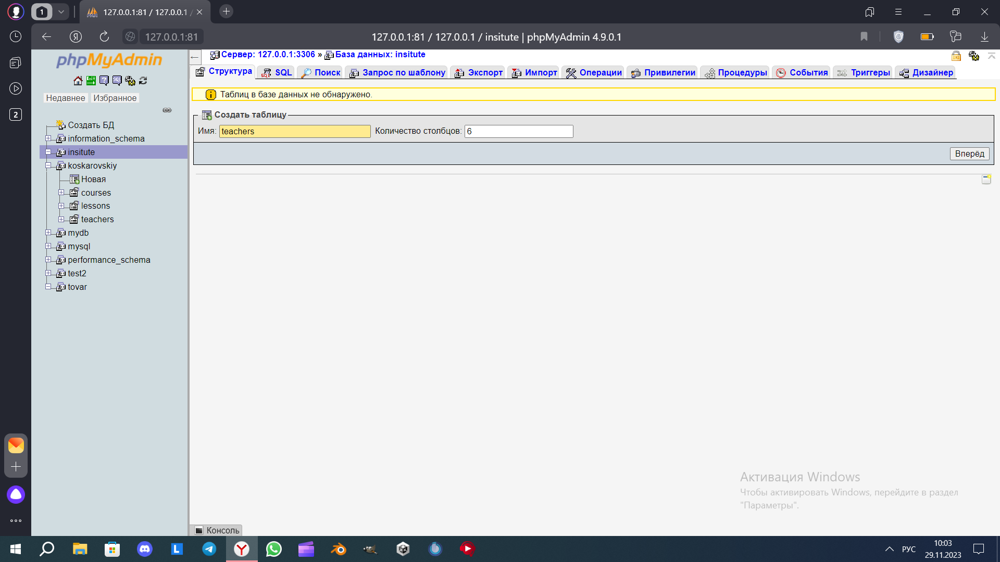 1
127.0.0.1:81 / 127.0.0.1 /
127.0.0.1:81
127.0.0.1:81 / 127.0.0.1 / insitute | phpMyAdmin 4.9.0.1
2
phpMyAdmin
Недавнее Избранное
Создать БД
information_schema
insitute
koskarovskiy
Новая
courses
lessons
teachers
mydb
mysql
performance_schema
test2
tovar
Сервер: 127.0.0.1:3306 » База данных: insitute
Структура SQL Поиск Запрос по шаблону Экспорт Импорт Операции Привилегии Процедуры События Триггеры Дизайнер
Таблиц в базе данных не обнаружено.
Создать таблицу
Имя: teachers Количество столбцов: 6
Вперёд
Активация Windows
Чтобы активировать Windows, перейдите в раздел
"Параметры".
Консоль
L
РУС
10:03
29.11.2023